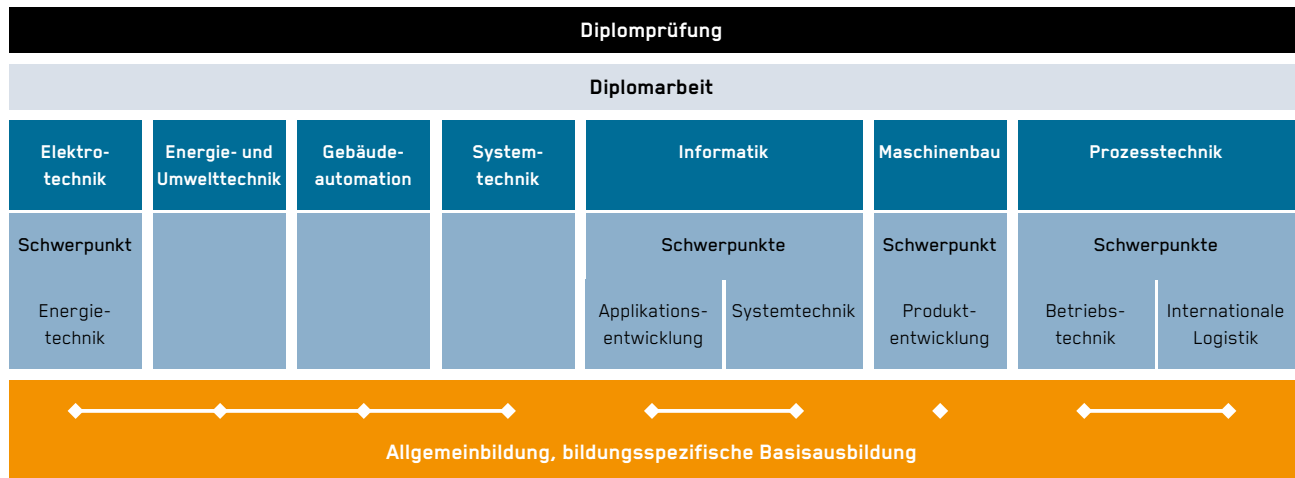 Diplomprüfung
Diplomarbeit
Elektro-
technik
Energie- und
Umwelttechnik
Gebäude-
automation
System-
technik
Informatik
Maschinenbau
Prozesstechnik
Schwerpunkt
Energie-
technik
Schwerpunkte
Applikations-
entwicklung
Systemtechnik
Schwerpunkt
Produkt-
entwicklung
Schwerpunkte
Betriebs-
technik
Internationale
Logistik
Allgemeinbildung, bildungsspezifische Basisausbildung